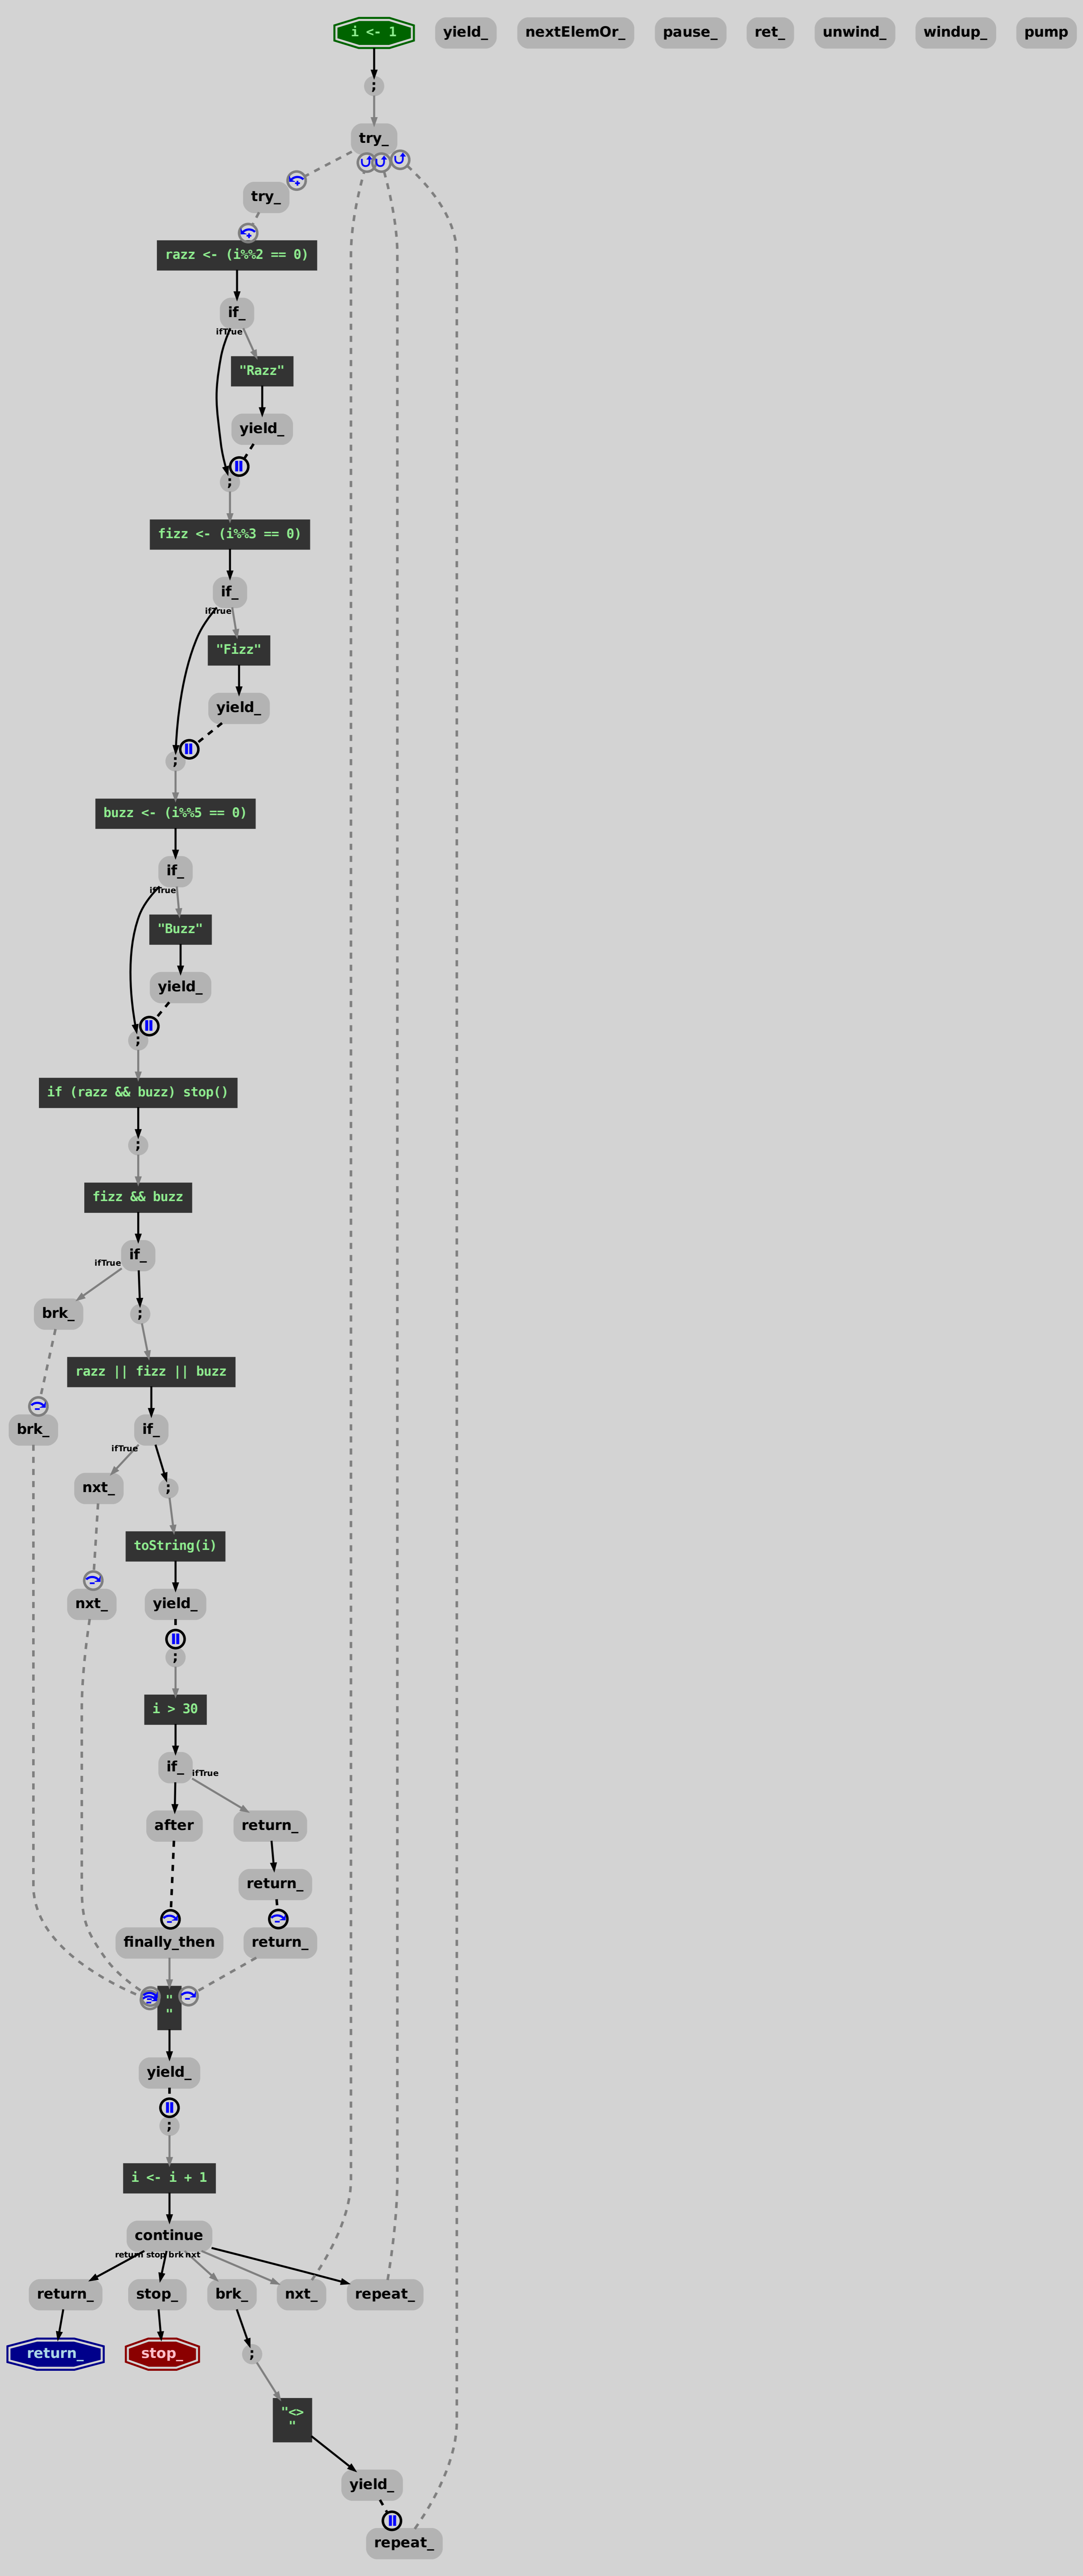 i <- 1
yield_
nextElemOr_
pause_
ret_
unwind_
windup_
pump
;
try_
try_
razz <- (i%%2 == 0)
if_
ifTrue
"Razz"
yield_
;
fizz <- (i%%3 == 0)
if_
ifTrue
"Fizz"
yield_
;
buzz <- (i%%5 == 0)
if_
ifTrue
"Buzz"
yield_
;
if (razz && buzz) stop()
;
fizz && buzz
if_
ifTrue
brk_
;
razz || fizz || buzz
brk_
if_
ifTrue
nxt_
;
toString(i)
nxt_
yield_
;
i > 30
if_
ifTrue
after
return_
return_
finally_then
return_
"
"
yield_
;
i <- i + 1
continue
return stop brk nxt
return_
stop_
brk_
nxt_
repeat_
return_
stop_
;
"<>
"
yield_
repeat_